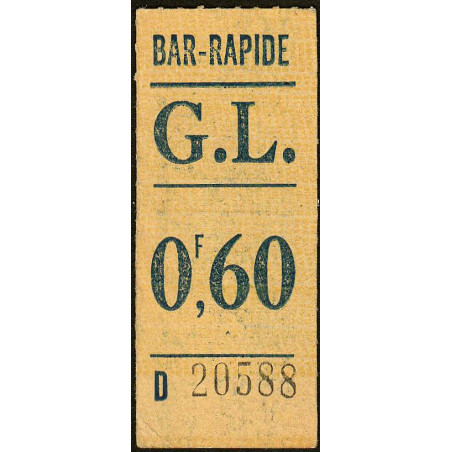 BAR-RAPIDE
G.L.
0F,60
D 20588